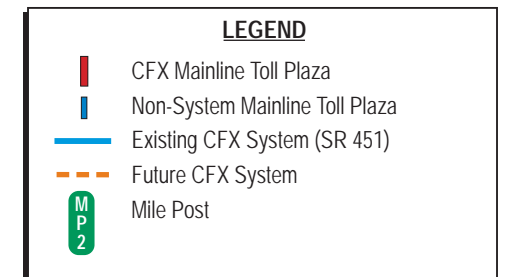 LEGEND
CFX Mainline Toll Plaza
Non-System Mainline Toll Plaza
Existing CFX System (SR 451)
Future CFX System
M
P
2
Mile Post